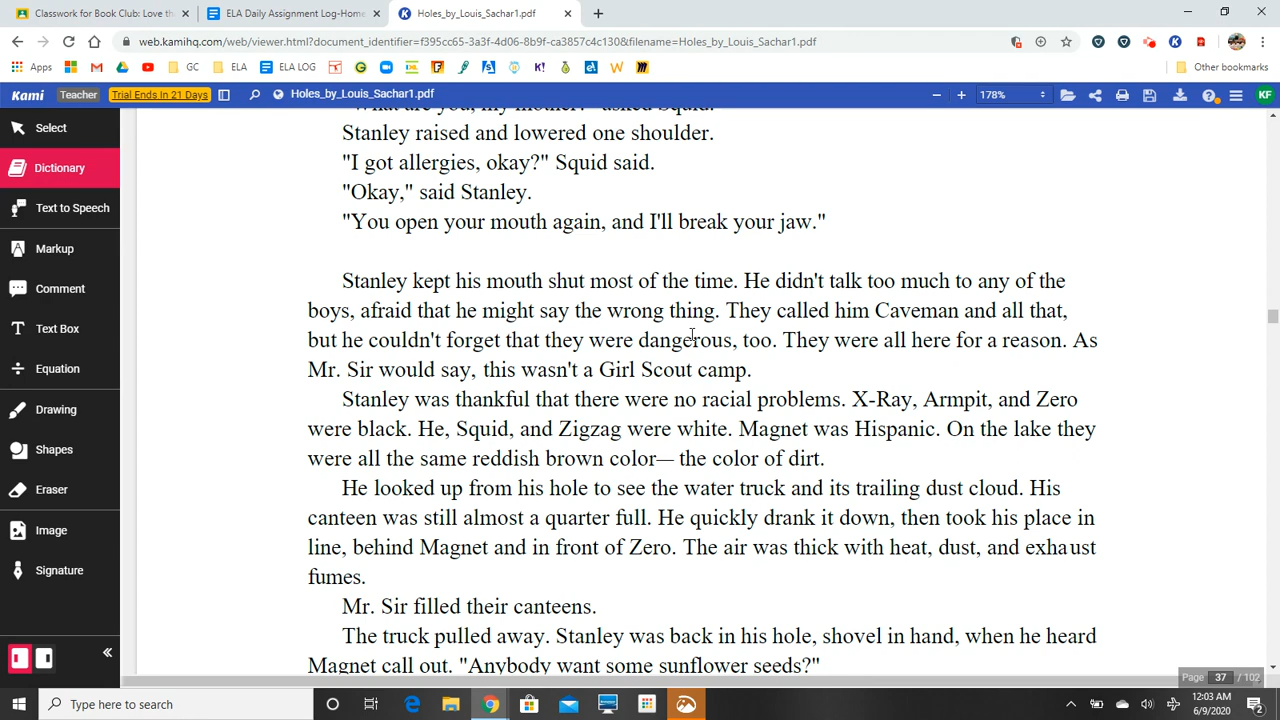 Classwork for Book Club: Love th
ELA Daily Assignment Log-Home
Holes_by_Louis_Sachar1.pdf
web.kamihq.com/web/viewer.html?document_identifier=f395cc65-3a3f-4d06-8b9f-ca3857c4c130&filename=Holes_by_Louis_Sachar1.pdf
Apps GC ELA ELA LOG Other bookmarks
Kami Teacher Trial Ends In 21 Days Holes_by_Louis_Sachar1.pdf 178% KF
Select
Dictionary
Text to Speech
Markup
Comment
Text Box
Equation
Drawing
Shapes
Eraser
Image
Signature
"What are you, my mother?" asked Squid.
Stanley raised and lowered one shoulder.
"I got allergies, okay?" Squid said.
"Okay," said Stanley.
"You open your mouth again, and I'll break your jaw."
Stanley kept his mouth shut most of the time. He didn't talk too much to any of the
boys, afraid that he might say the wrong thing. They called him Caveman and all that,
but he couldn't forget that they were dangerous, too. They were all here for a reason. As
Mr. Sir would say, this wasn't a Girl Scout camp.
Stanley was thankful that there were no racial problems. X-Ray, Armpit, and Zero
were black. He, Squid, and Zigzag were white. Magnet was Hispanic. On the lake they
were all the same reddish brown color— the color of dirt.
He looked up from his hole to see the water truck and its trailing dust cloud. His
canteen was still almost a quarter full. He quickly drank it down, then took his place in
line, behind Magnet and in front of Zero. The air was thick with heat, dust, and exhaust
fumes.
Mr. Sir filled their canteens.
The truck pulled away. Stanley was back in his hole, shovel in hand, when he heard
Magnet call out. "Anybody want some sunflower seeds?"
Page 37 / 102
Type here to search
12:03 AM
6/9/2020